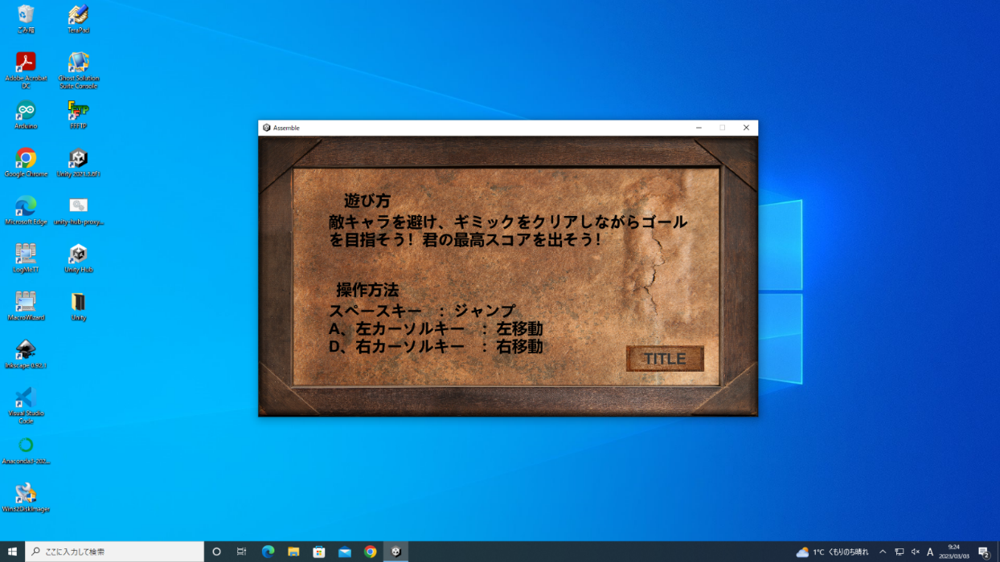 ごみ箱
TeraPad
Adobe Acrobat DC
Ghost Solution Suite Console
Arduino
FFFTP
Google Chrome
Unity 2021.3.8f1
Microsoft Edge
unity-hub-proxy...
LogMeTT
Unity Hub
MacroWizard
Unity
Inkscape 0.92.1
Visual Studio Code
Anaconda3-202...
Win32DiskImager
Assemble
遊び方
敵キャラを避け、ギミックをクリアしながらゴール
を目指そう！君の最高スコアを出そう！
操作方法
スペースキー ：ジャンプ
A、左カーソルキー ：左移動
D、右カーソルキー ：右移動
TITLE
ここに入力して検索
1°C くもりのち晴れ
A
9:24
2023/03/03
2